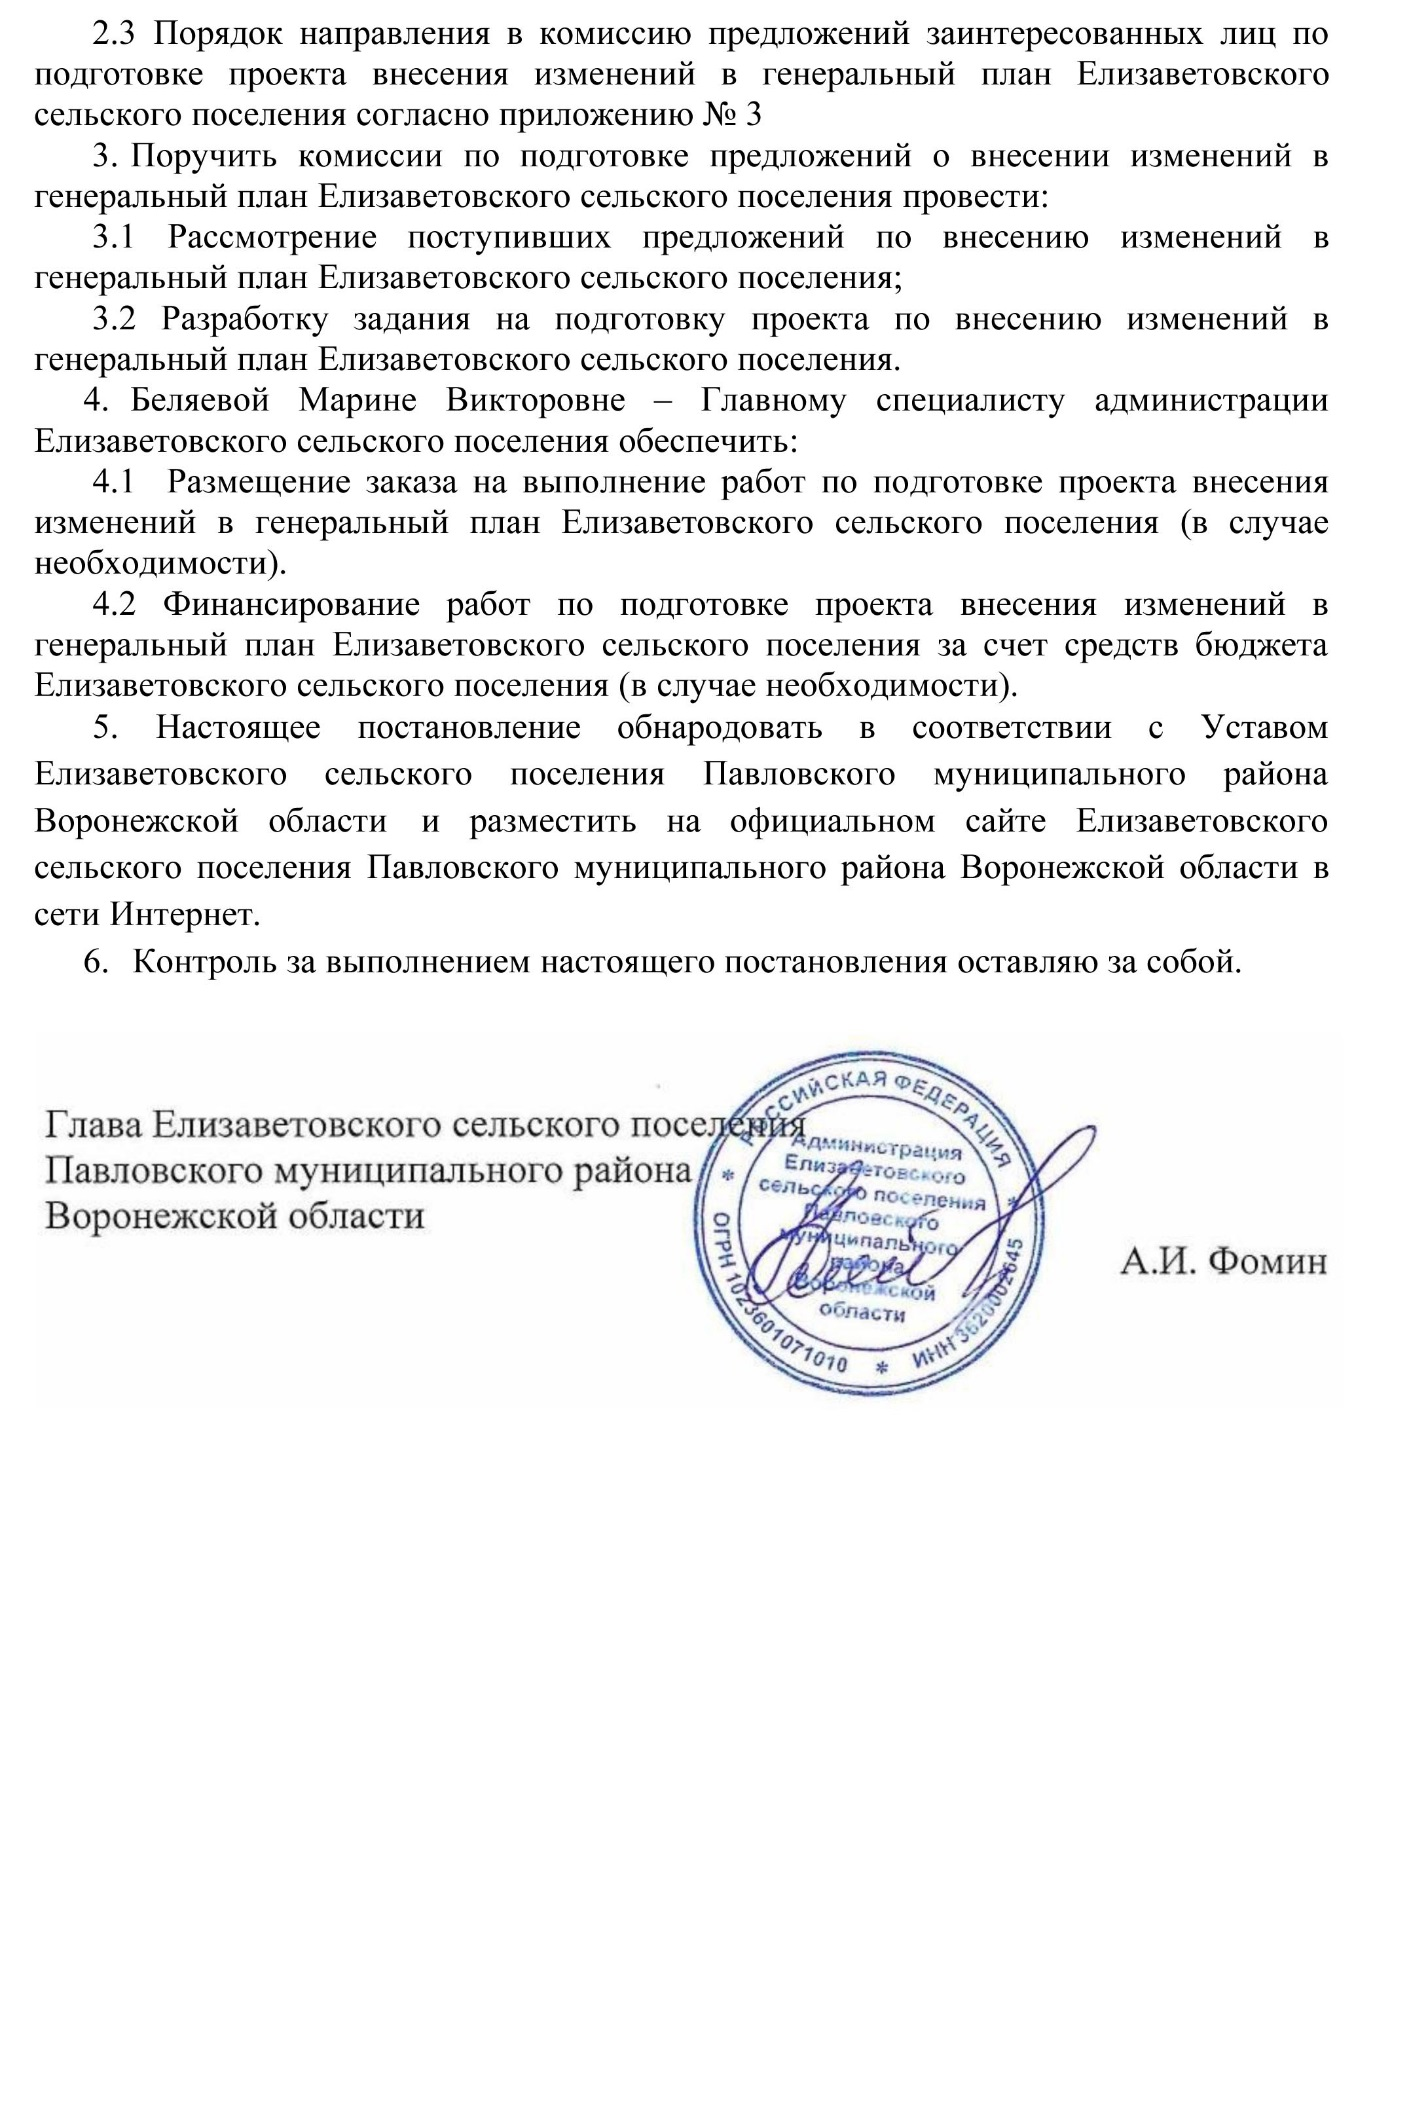 2.3 Порядок направления в комиссию предложений заинтересованных лиц по
подготовке проекта внесения изменений в генеральный план Елизаветовского
сельского поселения согласно приложению № 3
3. Поручить комиссии по подготовке предложений о внесении изменений в
генеральный план Елизаветовского сельского поселения провести:
3.1 Рассмотрение поступивших предложений по внесению изменений в
генеральный план Елизаветовского сельского поселения;
3.2 Разработку задания на подготовку проекта по внесению изменений в
генеральный план Елизаветовского сельского поселения.
4. Беляевой Марине Викторовне – Главному специалисту администрации
Елизаветовского сельского поселения обеспечить:
4.1 Размещение заказа на выполнение работ по подготовке проекта внесения
изменений в генеральный план Елизаветовского сельского поселения (в случае
необходимости).
4.2 Финансирование работ по подготовке проекта внесения изменений в
генеральный план Елизаветовского сельского поселения за счет средств бюджета
Елизаветовского сельского поселения (в случае необходимости).
5. Настоящее постановление обнародовать в соответствии с Уставом
Елизаветовского сельского поселения Павловского муниципального района
Воронежской области и разместить на официальном сайте Елизаветовского
сельского поселения Павловского муниципального района Воронежской области в
сети Интернет.
6. Контроль за выполнением настоящего постановления оставляю за собой.
Глава Елизаветовского сельского поселения
Павловского муниципального района
Воронежской области
А.И. Фомин
РОССИЙСКАЯ ФЕДЕРАЦИЯ
Администрация
Елизаветовского
сельского поселения
Павловского
муниципального
района
Воронежской
области
ОГРН 1023601071010 * ИНН 3620002645 *